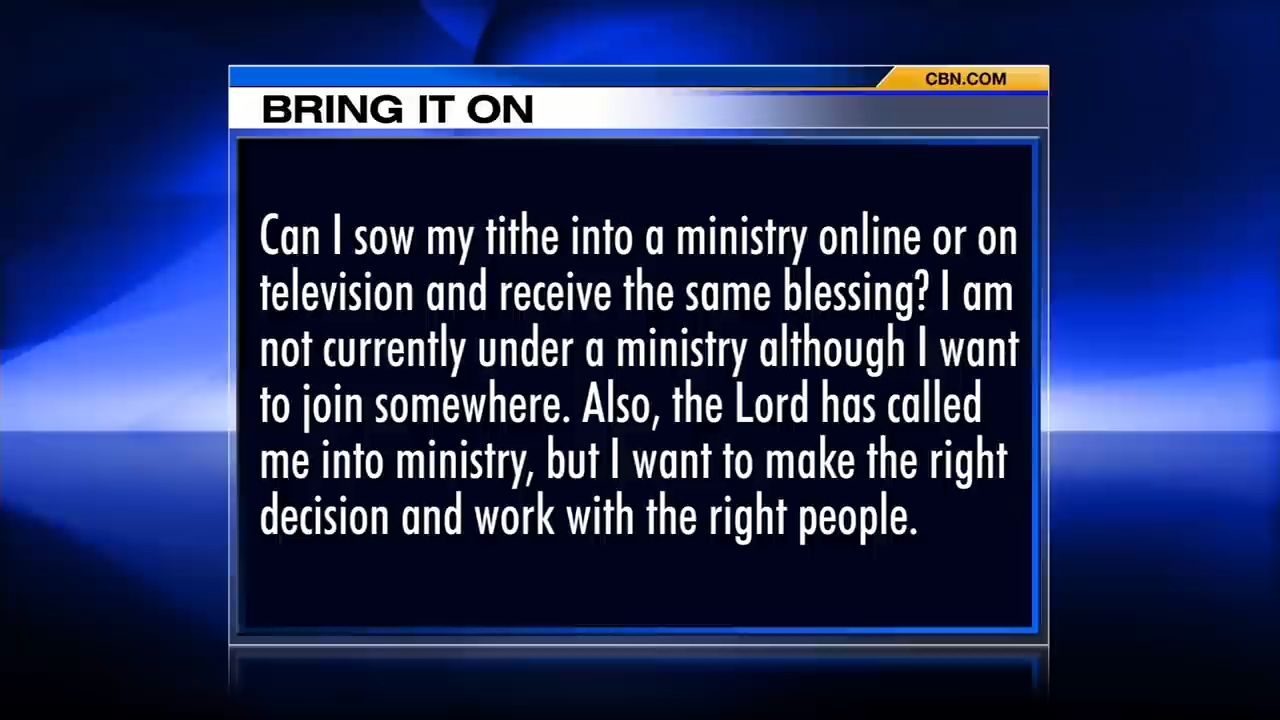 CBN.COM
BRING IT ON
Can I sow my tithe into a ministry online or on
television and receive the same blessing? I am
not currently under a ministry although I want
to join somewhere. Also, the Lord has called
me into ministry, but I want to make the right
decision and work with the right people.